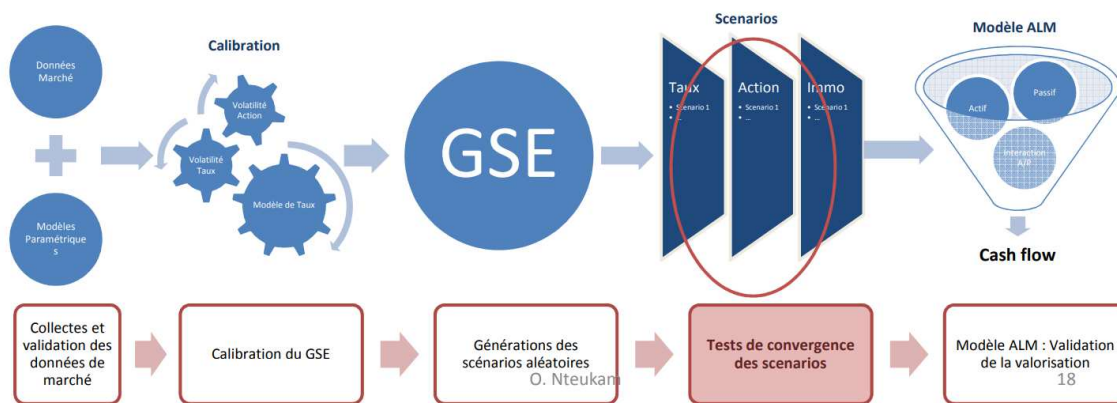 Données
Marché
Modèles
Paramétrique
s
Calibration
Volatilité
Action
Volatilité
Taux
Modèle de Taux
GSE
Scenarios
Taux
• Scenario 1
• ...
Action
• Scenario 1
• ...
Immo
• Scenario 1
• ...
Modèle ALM
Actif
Passif
Interaction
A/P
Cash flow
Collectes et
validation des
données de
marché
Calibration du GSE
Générations des
scénarios aléatoires
Tests de convergence
des scenarios
Modèle ALM : Validation
de la valorisation
O. Nteukam
18